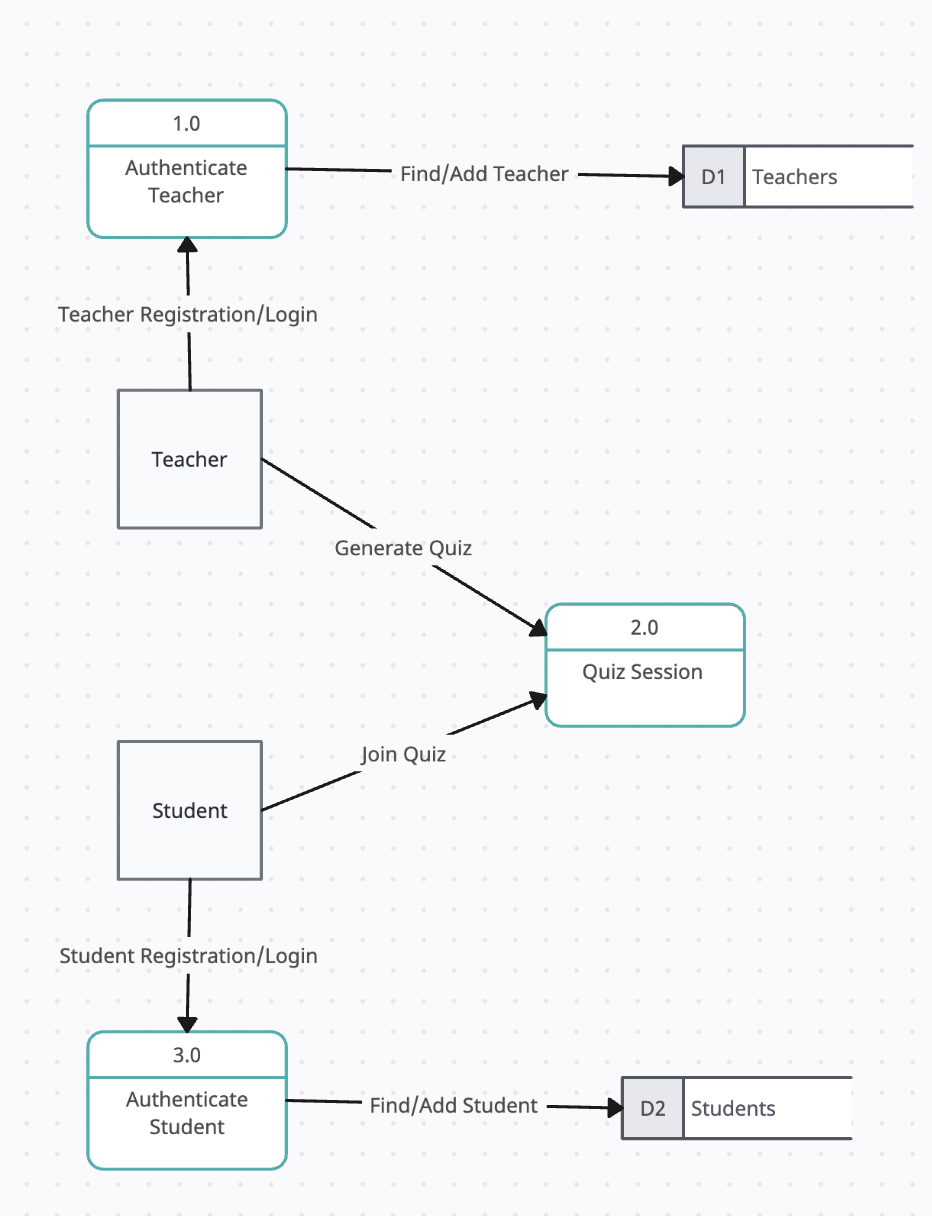 1.0
Authenticate
Teacher
Find/Add Teacher
D1
Teachers
Teacher Registration/Login
Teacher
Generate Quiz
2.0
Quiz Session
Join Quiz
Student
Student Registration/Login
3.0
Authenticate
Student
Find/Add Student
D2
Students